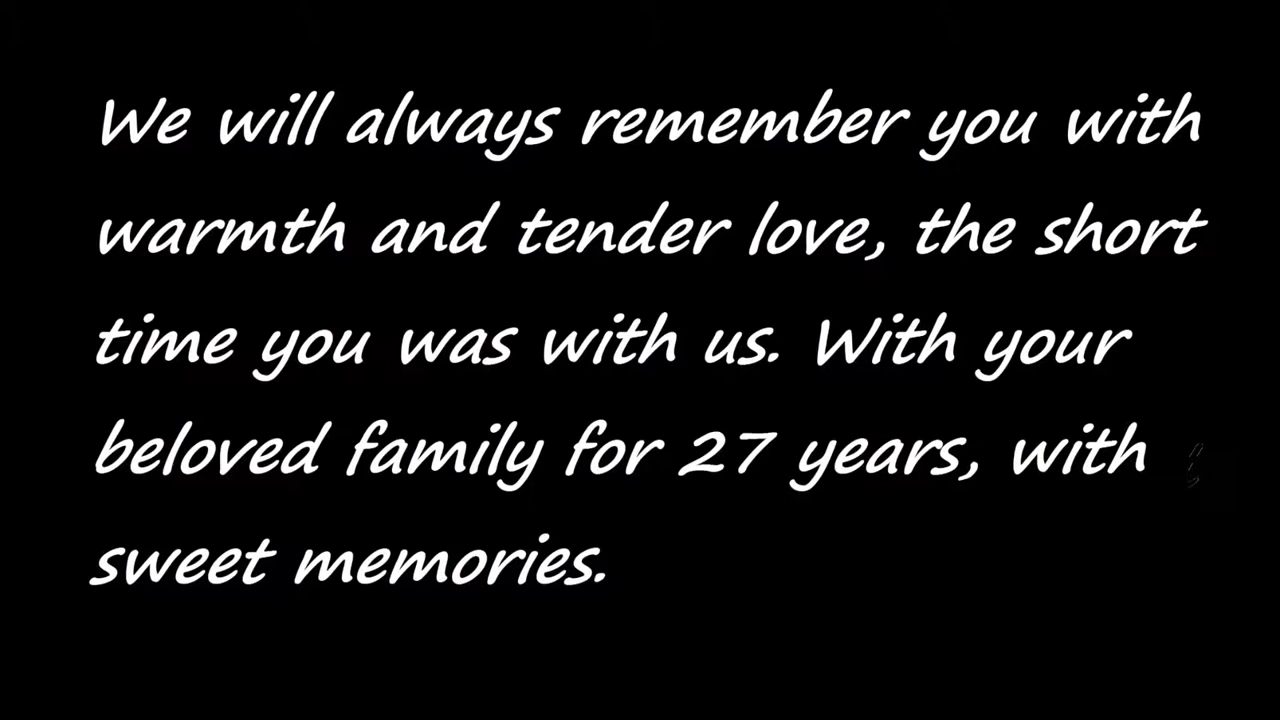 We will always remember you with
warmth and tender love, the short
time you was with us. With your
beloved family for 27 years, with
sweet memories.